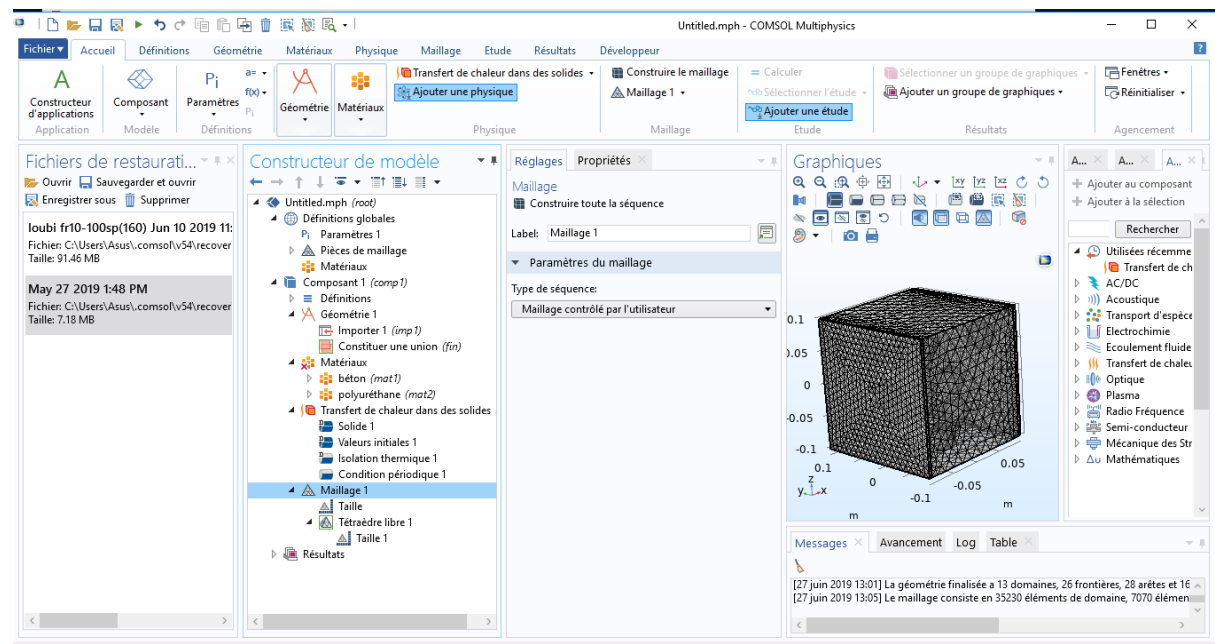 Untitled.mph - COMSOL Multiphysics
Fichier Accueil Définitions Géométrie Matériaux Physique Maillage Etude Résultats Développeur
A Pi a= f(x) Pi
Constructeur d'applications
Composant
Paramètres
Géométrie
Matériaux
Transfert de chaleur dans des solides
Ajouter une physique
Construire le maillage
Maillage 1
= Calculer
Sélectionner l'étude
Ajouter une étude
Sélectionner un groupe de graphiques
Ajouter un groupe de graphiques
Fenêtres
Réinitialiser
Application Modèle Définitions Physique Maillage Etude Résultats Agencement
Fichiers de restaurati...
Ouvrir Sauvegarder et ouvrir
Enregistrer sous Supprimer
loubi fr10-100sp(160) Jun 10 2019 11:
Fichier: C:\Users\Asus\.comsol\v54\recover
Taille: 91.46 MB
May 27 2019 1:48 PM
Fichier: C:\Users\Asus\.comsol\v54\recover
Taille: 7.18 MB
Constructeur de modèle
Untitled.mph (root)
Définitions globales
Pi Paramètres 1
Pièces de maillage
Matériaux
Composant 1 (comp1)
Définitions
Géométrie 1
Importer 1 (imp1)
Constituer une union (fin)
Matériaux
béton (mat1)
polyuréthane (mat2)
Transfert de chaleur dans des solides
Solide 1
Valeurs initiales 1
Isolation thermique 1
Condition périodique 1
Maillage 1
Taille
Tétraèdre libre 1
Taille 1
Résultats
Réglages Propriétés
Maillage
Construire toute la séquence
Label: Maillage 1
Paramètres du maillage
Type de séquence:
Maillage contrôlé par l'utilisateur
Graphiques
xy yz xz
0.1
0.05
0
-0.05
-0.1
0.1
0
-0.1
0.05
-0.05
z
y x
m
m
Messages Avancement Log Table
[27 juin 2019 13:01] La géométrie finalisée a 13 domaines, 26 frontières, 28 arêtes et 16
[27 juin 2019 13:05] Le maillage consiste en 35230 éléments de domaine, 7070 élémen
A... A... A...
Ajouter au composant
Ajouter à la sélection
Rechercher
Utilisées récemme
Transfert de ch
AC/DC
Acoustique
Transport d'espèce
Electrochimie
Ecoulement fluide
Transfert de chaleu
Optique
Plasma
Radio Fréquence
Semi-conducteur
Mécanique des Str
Δu Mathématiques